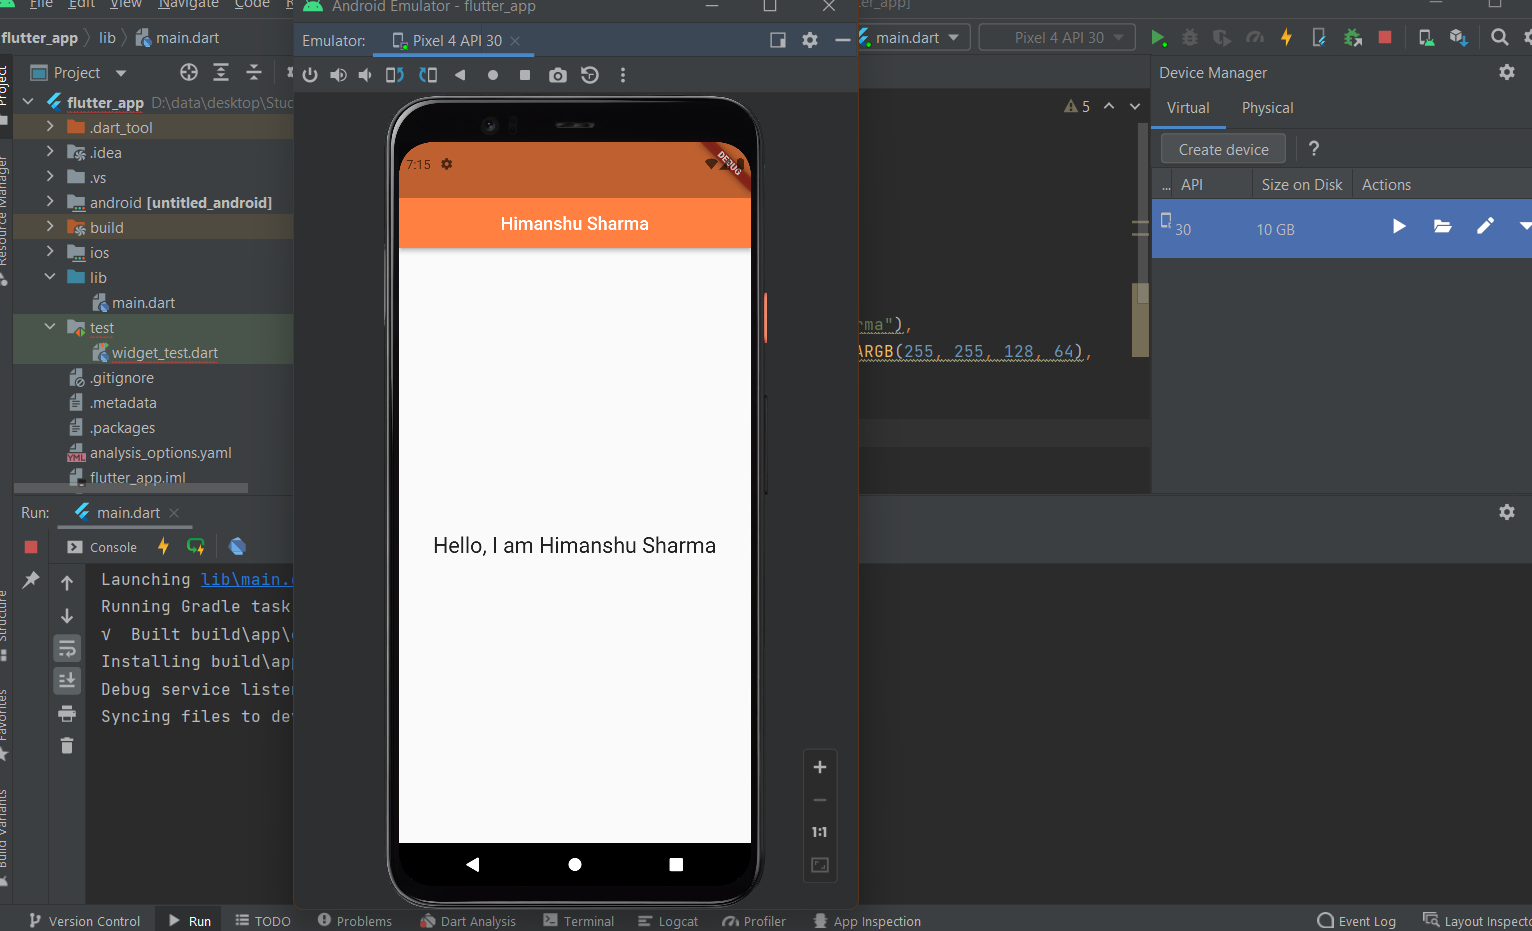 File Edit View Navigate Code
Android Emulator - flutter_app
er_app]
flutter_app
lib
main.dart
Emulator:
Pixel 4 API 30
main.dart
Pixel 4 API 30
Project
Project
Resource Manager
flutter_app D:\data\desktop\Stud
.dart_tool
.idea
.vs
android [untitled_android]
build
ios
lib
main.dart
test
widget_test.dart
.gitignore
.metadata
.packages
analysis_options.yaml
flutter_app.iml
7:15
DEBUG
Himanshu Sharma
Hello, I am Himanshu Sharma
5
rma"),
ARGB(255, 255, 128, 64),
Device Manager
Virtual
Physical
Create device
?
... API
Size on Disk
Actions
30
10 GB
Run:
main.dart
Console
Launching lib\main.
Running Gradle task
√ Built build\app\
Installing build\app
Debug service listen
Syncing files to dev
Structure
Favorites
Build Variants
1:1
Version Control
Run
TODO
Problems
Dart Analysis
Terminal
Logcat
Profiler
App Inspection
Event Log
Layout Inspecto